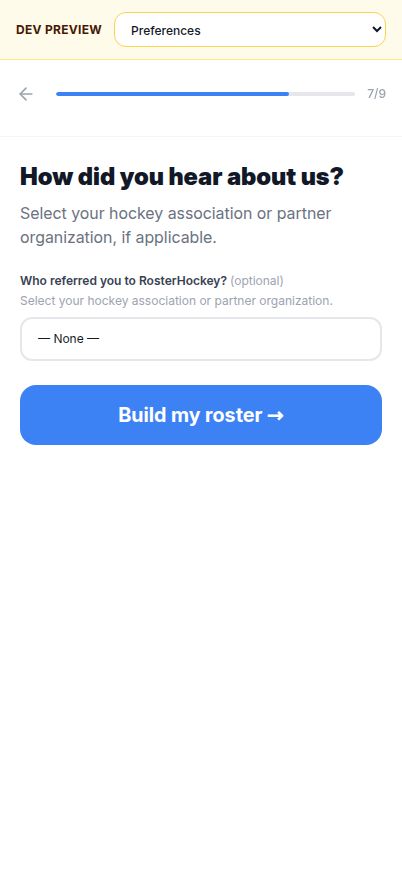 DEV PREVIEW
Preferences
7/9
How did you hear about us?
Select your hockey association or partner
organization, if applicable.
Who referred you to RosterHockey? (optional)
Select your hockey association or partner organization.
— None —
Build my roster →